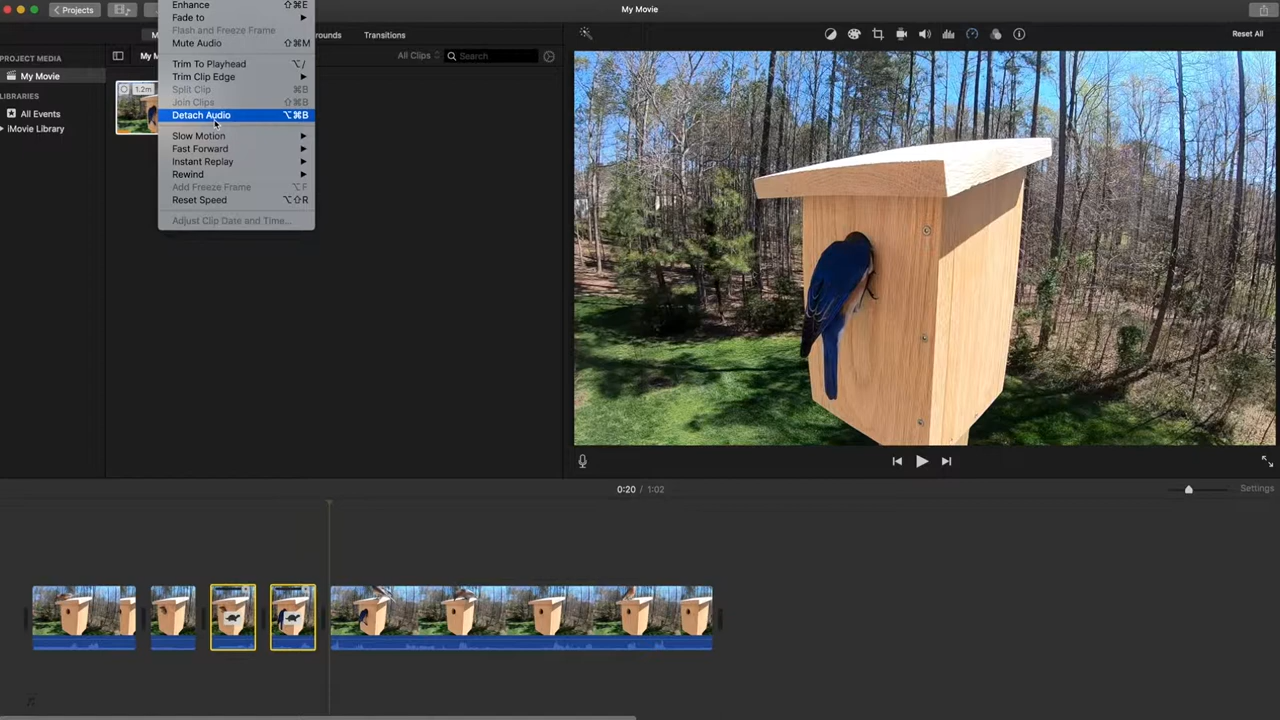 Enhance ⇧⌘E
Projects
My Movie
Fade to
Flash and Freeze Frame
Mute Audio ⇧⌘M
Transitions
Reset All
PROJECT MEDIA
All Clips
Search
Trim To Playhead ⌥/
My Movie
Trim Clip Edge
1.2m
Split Clip ⌘B
LIBRARIES
Join Clips ⇧⌘B
All Events
Detach Audio ⌥⌘B
iMovie Library
Slow Motion
Fast Forward
Instant Replay
Rewind
Add Freeze Frame ⌥F
Reset Speed ⌥⇧R
Adjust Clip Date and Time...
0:20 / 1:02
Settings